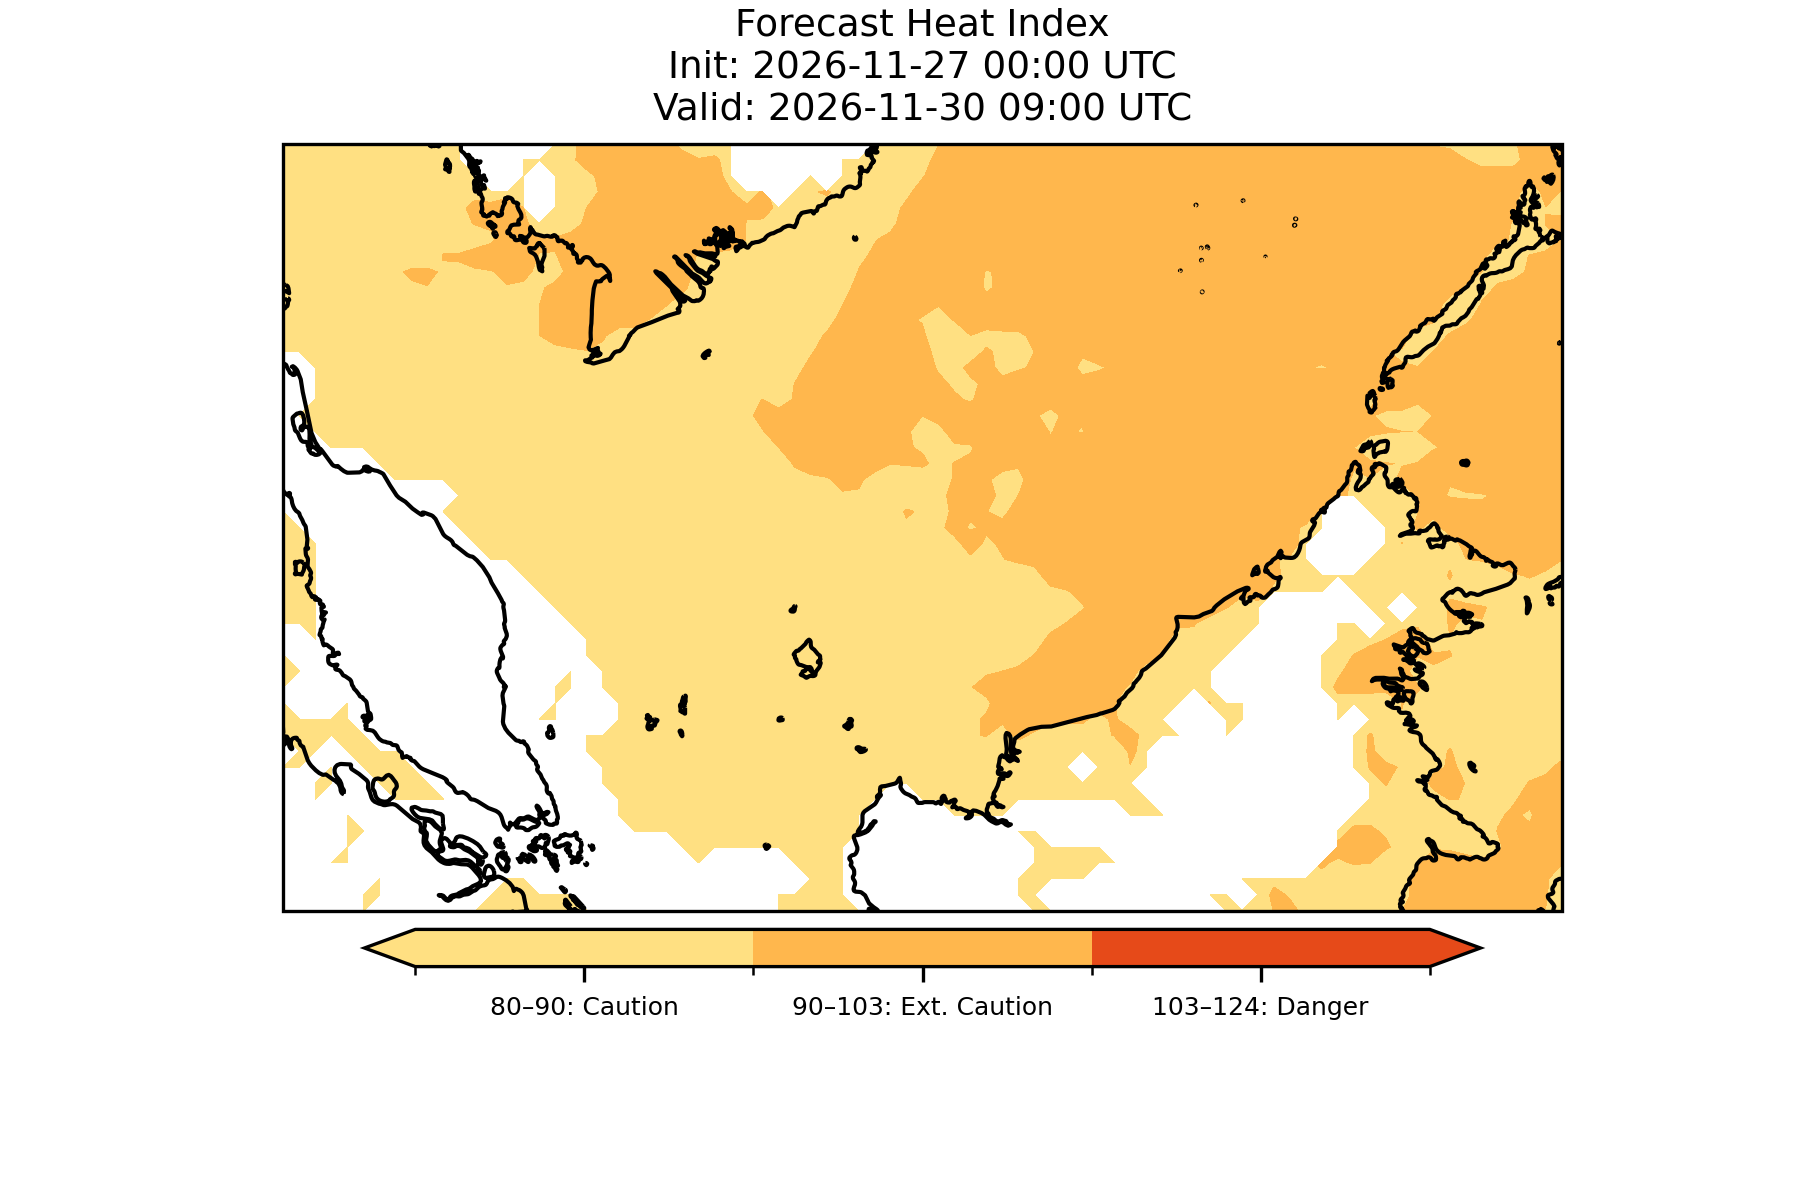 Forecast Heat Index
Init: 2026-11-27 00:00 UTC
Valid: 2026-11-30 09:00 UTC
80–90: Caution
90–103: Ext. Caution
103–124: Danger